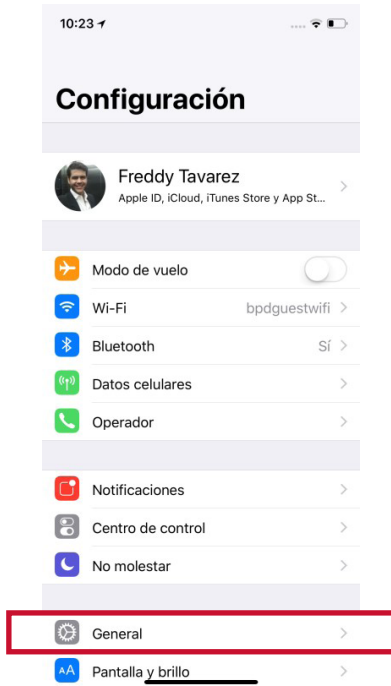 10:23
Configuración
Freddy Tavarez
Apple ID, iCloud, iTunes Store y App St...
Modo de vuelo
Wi-Fi bpdguestwifi
Bluetooth Sí
Datos celulares
Operador
Notificaciones
Centro de control
No molestar
General
AA Pantalla y brillo